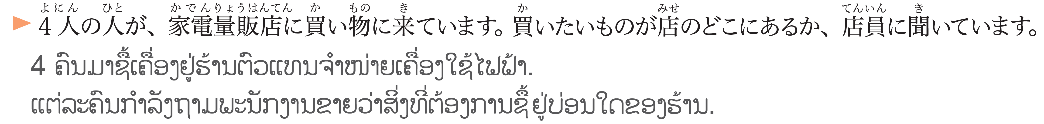 ▶4人の人が、家電量販店に買い物に来ています。買いたいものが店のどこにあるか、店員に聞いています。
4 ຄົນມາຊື້ເຄື່ອງຢູ່ຮ້ານຕົວແທນຈຳໜ່າຍເຄື່ອງໃຊ້ໄຟຟ້າ.
ແຕ່ລະຄົນກຳລັງຖາມພະນັກງານຂາຍວ່າສິ່ງທີ່ຕ້ອງການຊື້ຢູ່ບ່ອນໃດຂອງຮ້ານ.